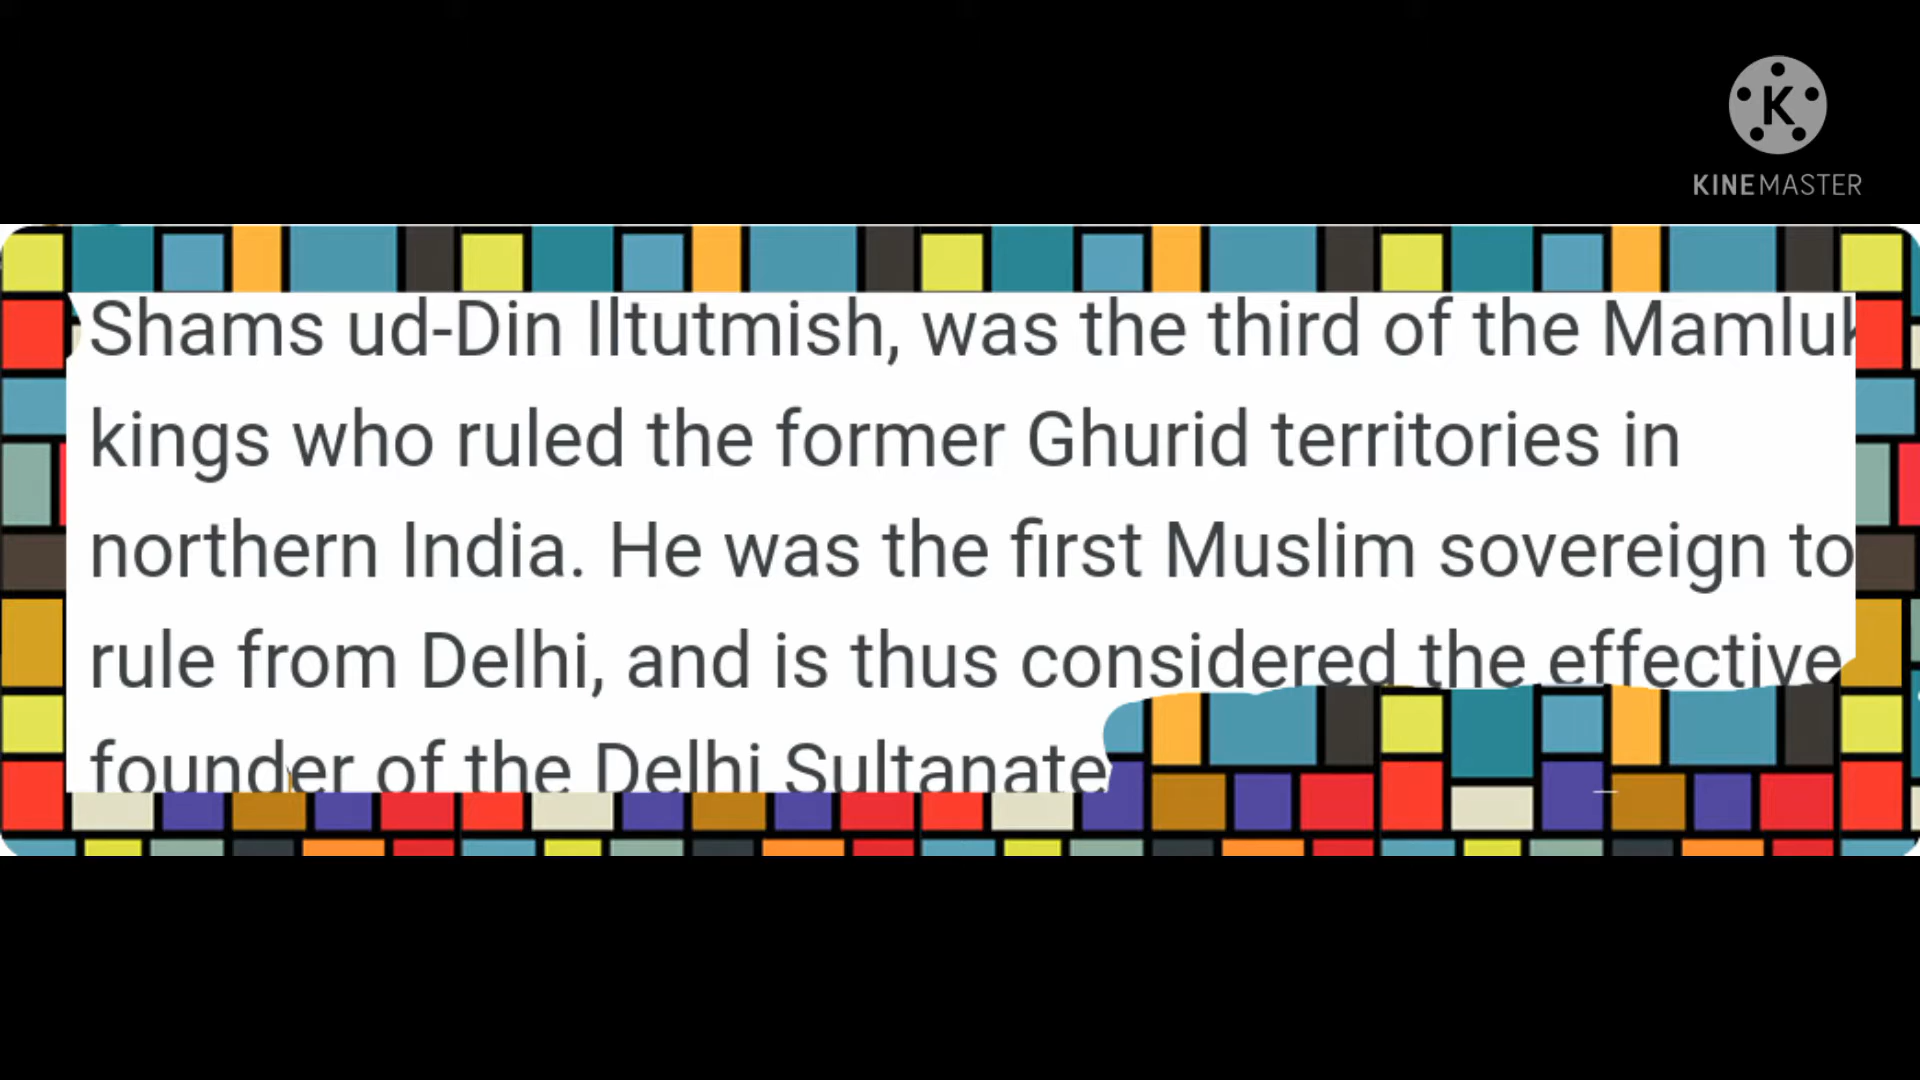 K
KINEMASTER
Shams ud-Din Iltutmish, was the third of the Mamluk
kings who ruled the former Ghurid territories in
northern India. He was the first Muslim sovereign to
rule from Delhi, and is thus considered the effective
founder of the Delhi Sultanate